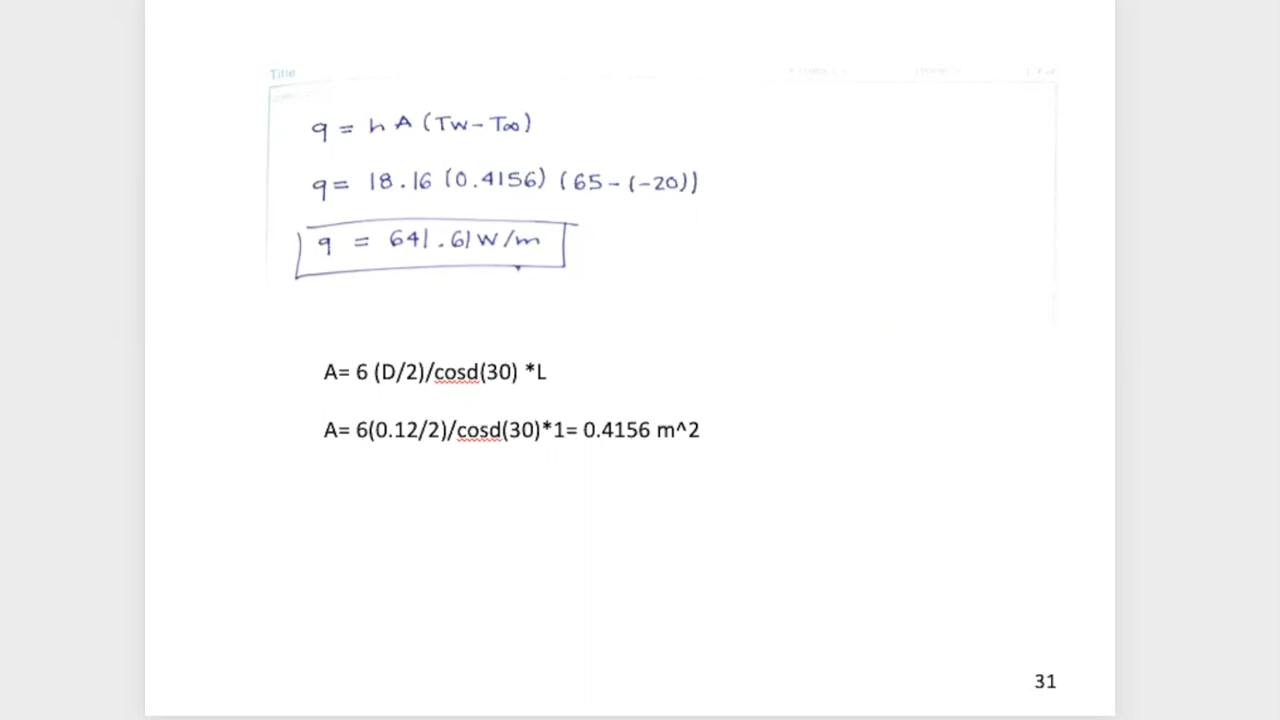 Title
q = h A (Tw - T∞)
q = 18.16 (0.4156) (65 - (-20))
q = 641.61 W/m
A= 6 (D/2)/cosd(30) *L
A= 6(0.12/2)/cosd(30)*1= 0.4156 m^2
31